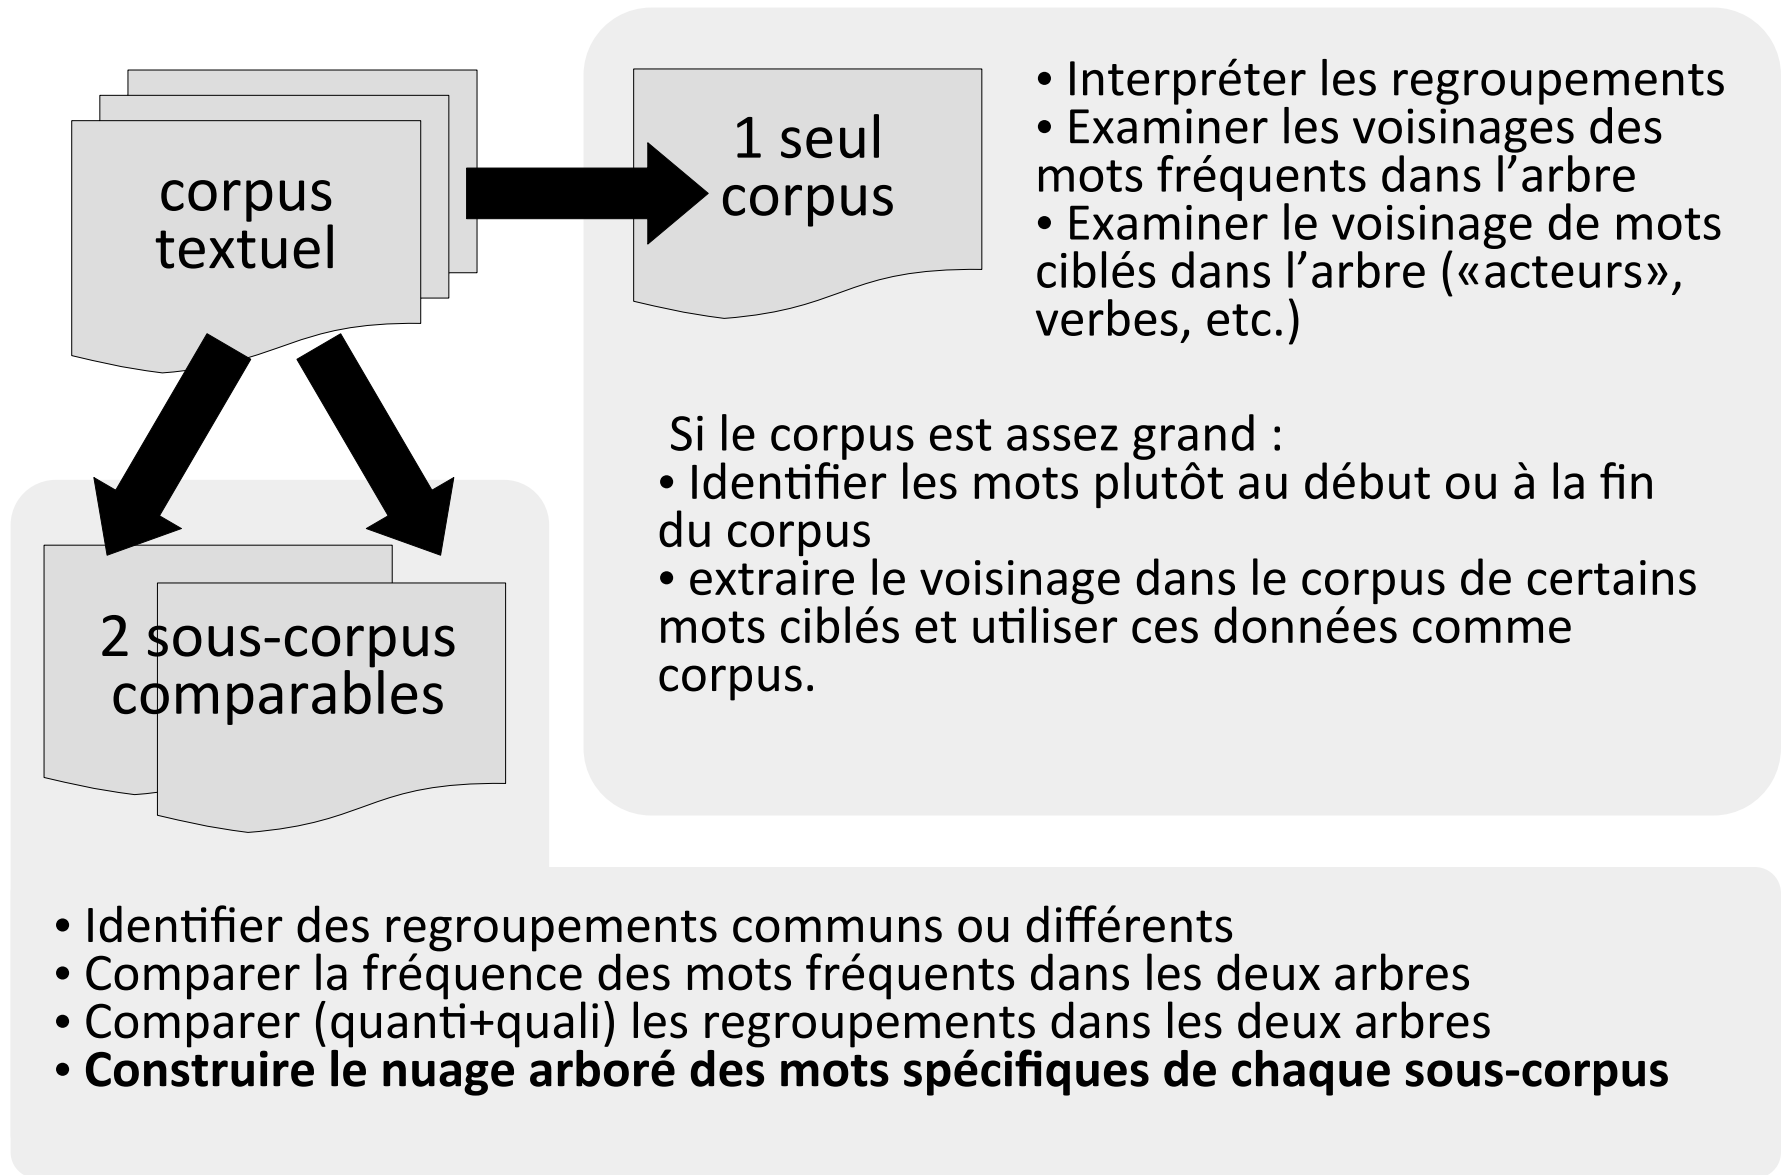 corpus
textuel
1 seul
corpus
• Interpréter les regroupements
• Examiner les voisinages des
mots fréquents dans l’arbre
• Examiner le voisinage de mots
ciblés dans l’arbre («acteurs»,
verbes, etc.)
Si le corpus est assez grand :
• Identifier les mots plutôt au début ou à la fin
du corpus
• extraire le voisinage dans le corpus de certains
mots ciblés et utiliser ces données comme
corpus.
2 sous-corpus
comparables
• Identifier des regroupements communs ou différents
• Comparer la fréquence des mots fréquents dans les deux arbres
• Comparer (quanti+quali) les regroupements dans les deux arbres
• Construire le nuage arboré des mots spécifiques de chaque sous-corpus